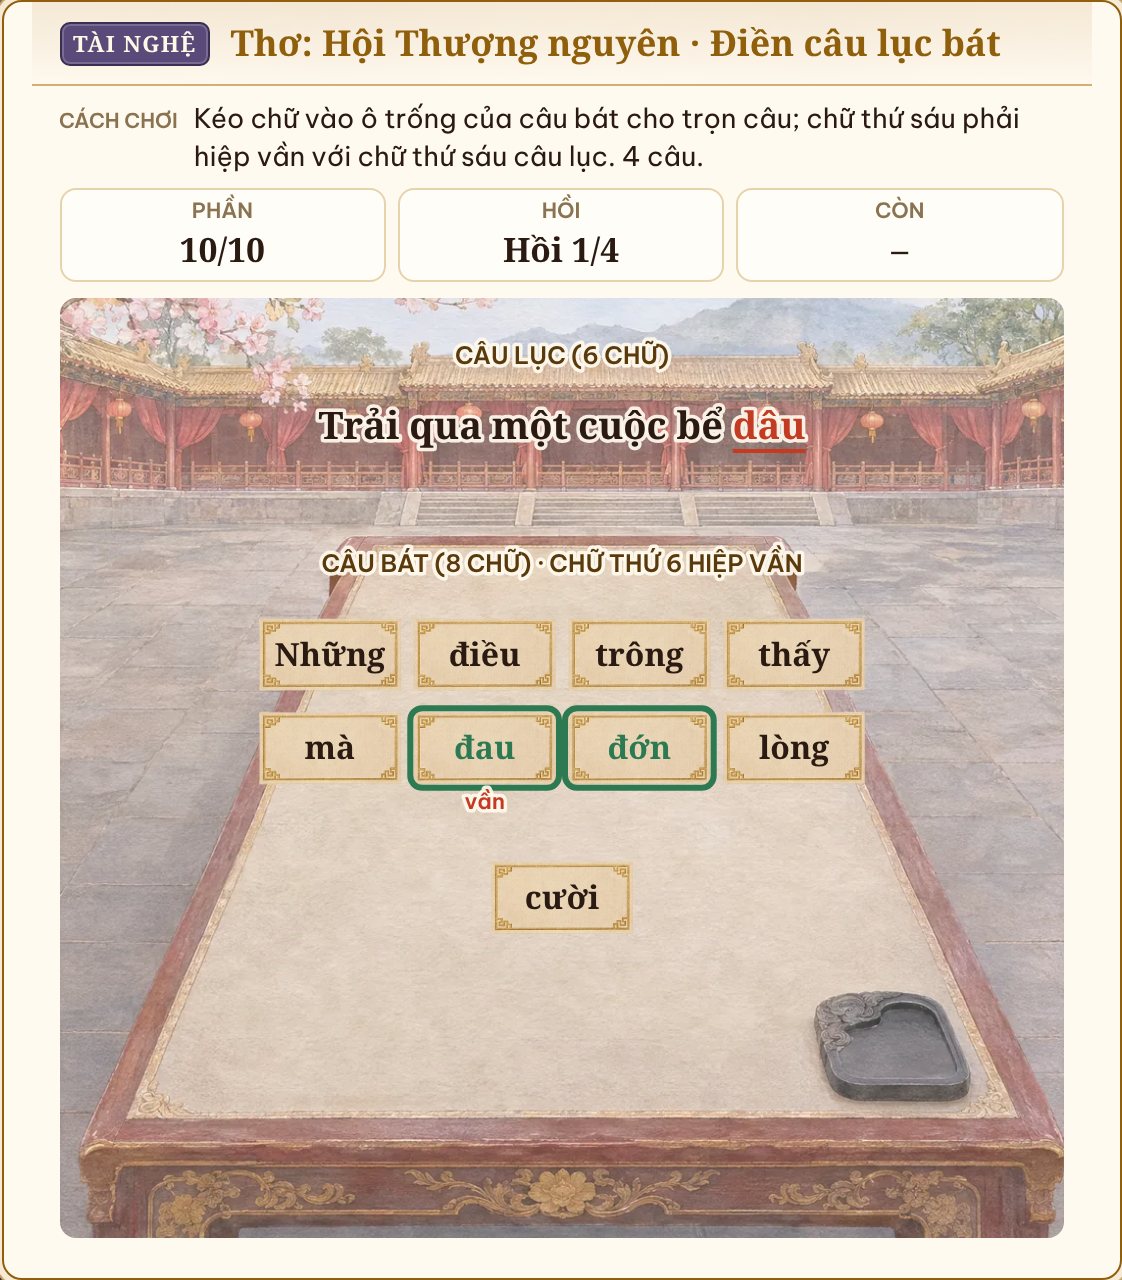 TÀI NGHỆ Thơ: Hội Thượng nguyên · Điền câu lục bát
CÁCH CHƠI Kéo chữ vào ô trống của câu bát cho trọn câu; chữ thứ sáu phải
hiệp vần với chữ thứ sáu câu lục. 4 câu.
PHẦN HỒI CÒN
10/10 Hồi 1/4 –
CÂU LỤC (6 CHỮ)
Trải qua một cuộc bể dâu
CÂU BÁT (8 CHỮ) · CHỮ THỨ 6 HIỆP VẦN
Những điều trông thấy
mà đau đớn lòng
vần
cười